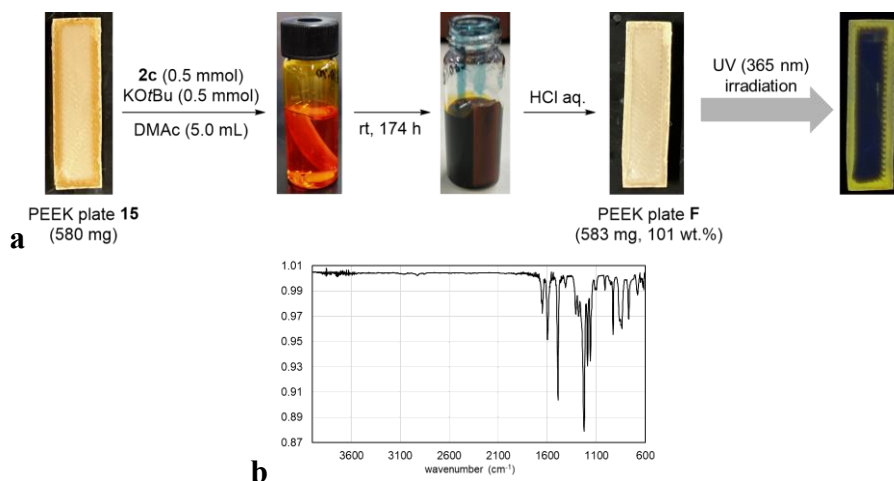 2c (0.5 mmol)
KOtBu (0.5 mmol)
DMAc (5.0 mL)
rt, 174 h
HCl aq.
UV (365 nm)
irradiation
PEEK plate 15
(580 mg)
PEEK plate F
(583 mg, 101 wt.%)
a
1.01
0.99
0.97
0.95
0.93
0.91
0.89
0.87
3600 3100 2600 2100 1600 1100 600
wavenumber (cm⁻¹)
b